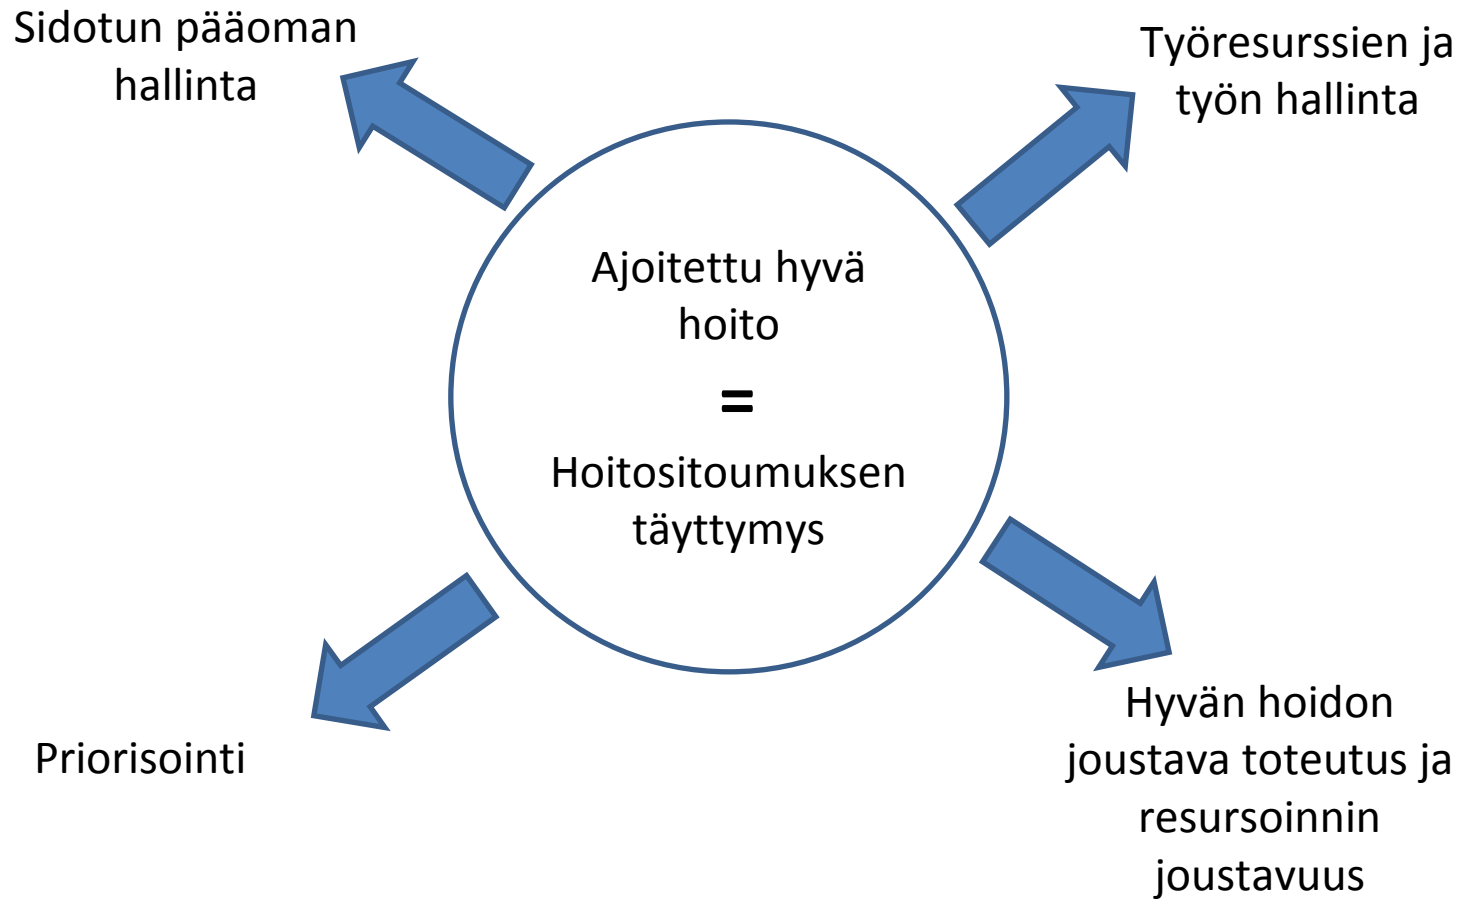 Sidotun pääoman
hallinta
Työresurssien ja
työn hallinta
Ajoitettu hyvä
hoito
=
Hoitositoumuksen
täyttymys
Priorisointi
Hyvän hoidon
joustava toteutus ja
resursoinnin
joustavuus